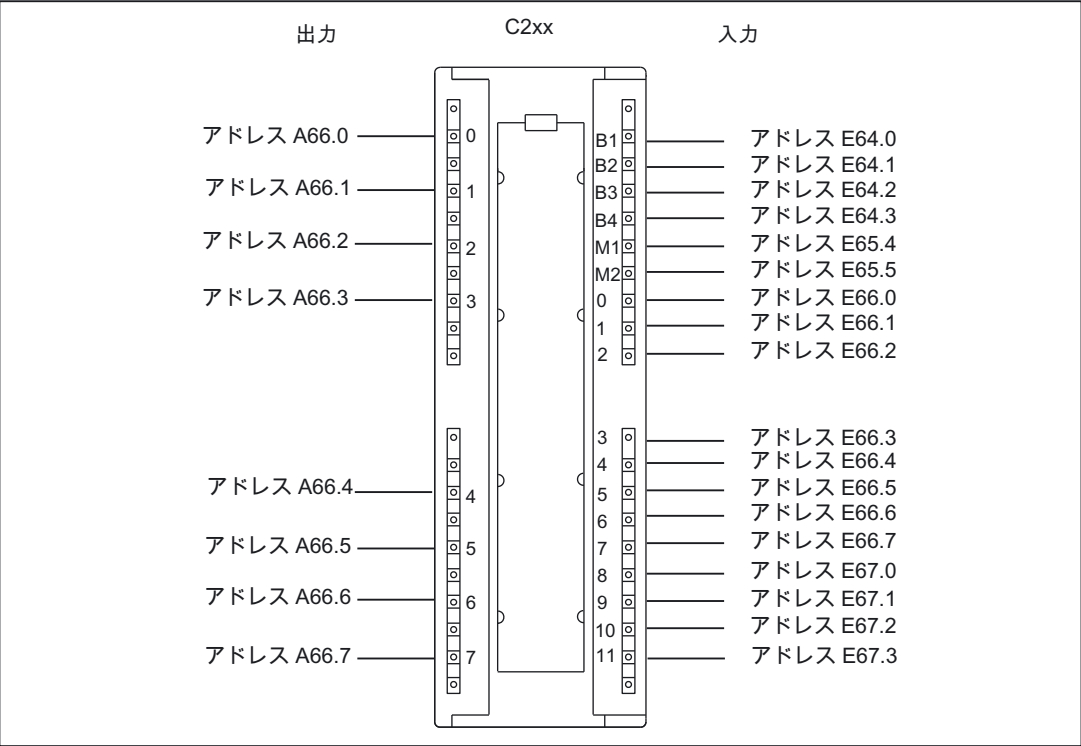 出力 C2xx 入力
アドレス A66.0 0 B1 アドレス E64.0
B2 アドレス E64.1
アドレス A66.1 1 B3 アドレス E64.2
B4 アドレス E64.3
アドレス A66.2 2 M1 アドレス E65.4
M2 アドレス E65.5
アドレス A66.3 3 0 アドレス E66.0
1 アドレス E66.1
2 アドレス E66.2
3 アドレス E66.3
4 アドレス E66.4
アドレス A66.4 4 5 アドレス E66.5
6 アドレス E66.6
アドレス A66.5 5 7 アドレス E66.7
8 アドレス E67.0
アドレス A66.6 6 9 アドレス E67.1
10 アドレス E67.2
アドレス A66.7 7 11 アドレス E67.3